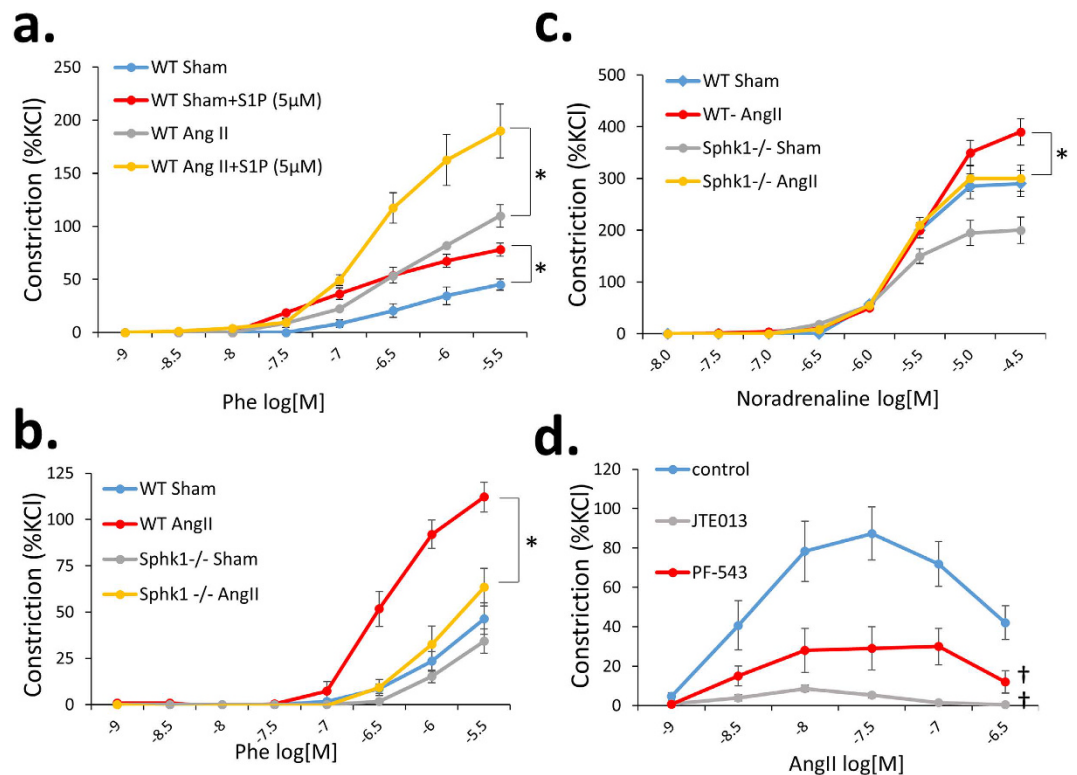 a.
WT Sham
WT Sham+S1P (5µM)
WT Ang II
WT Ang II+S1P (5µM)
Constriction (%KCl)
250
200
150
100
50
0
*
*
-9 -8.5 -8 -7.5 -7 -6.5 -6 -5.5
Phe log[M]
b.
WT Sham
WT AngII
Sphk1-/- Sham
Sphk1 -/- AngII
Constriction (%KCl)
125
100
75
50
25
0
*
-9 -8.5 -8 -7.5 -7 -6.5 -6 -5.5
Phe log[M]
c.
WT Sham
WT- AngII
Sphk1-/- Sham
Sphk1-/- AngII
Constriction (%KCl)
500
400
300
200
100
0
*
-8.0 -7.5 -7.0 -6.5 -6.0 -5.5 -5.0 -4.5
Noradrenaline log[M]
d.
control
JTE013
PF-543
Constriction (%KCl)
120
100
80
60
40
20
0
†
†
-9 -8.5 -8 -7.5 -7 -6.5
AngII log[M]